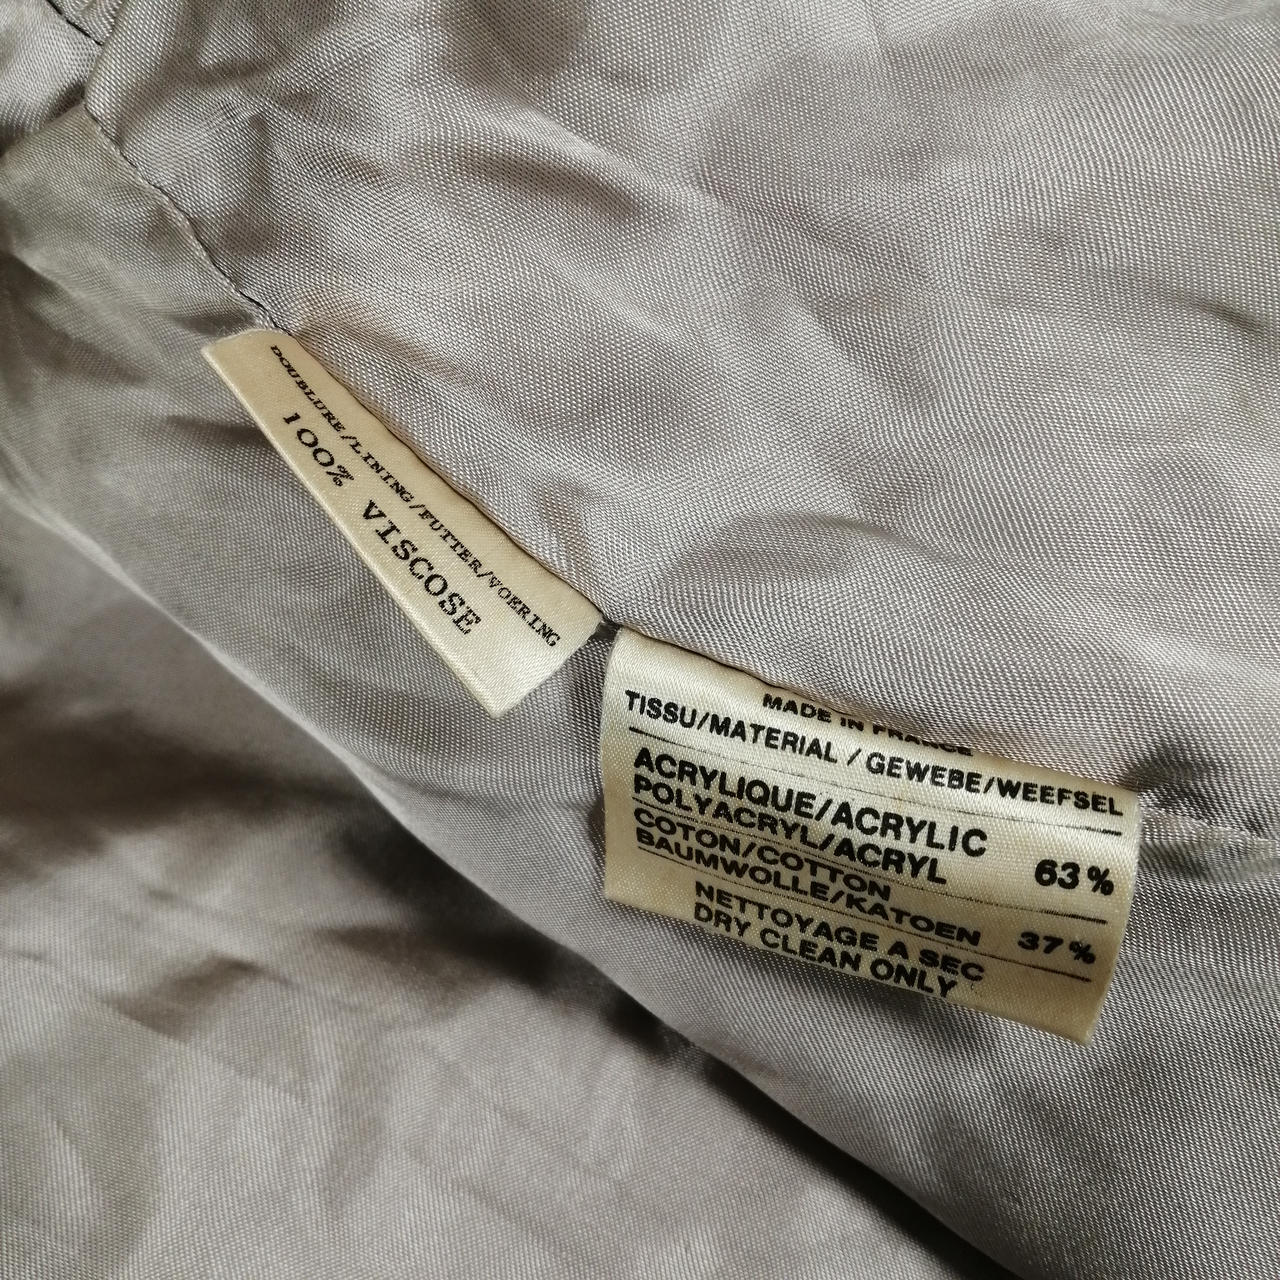 DOUBLURE/LINING/FUTTER/VOERING
100% VISCOSE
MADE IN FRANCE
TISSU/MATERIAL/GEWEBE/WEEFSEL
ACRYLIQUE/ACRYLIC
POLYACRYL/ACRYL 63%
COTON/COTTON
BAUMWOLLE/KATOEN 37%
NETTOYAGE A SEC
DRY CLEAN ONLY